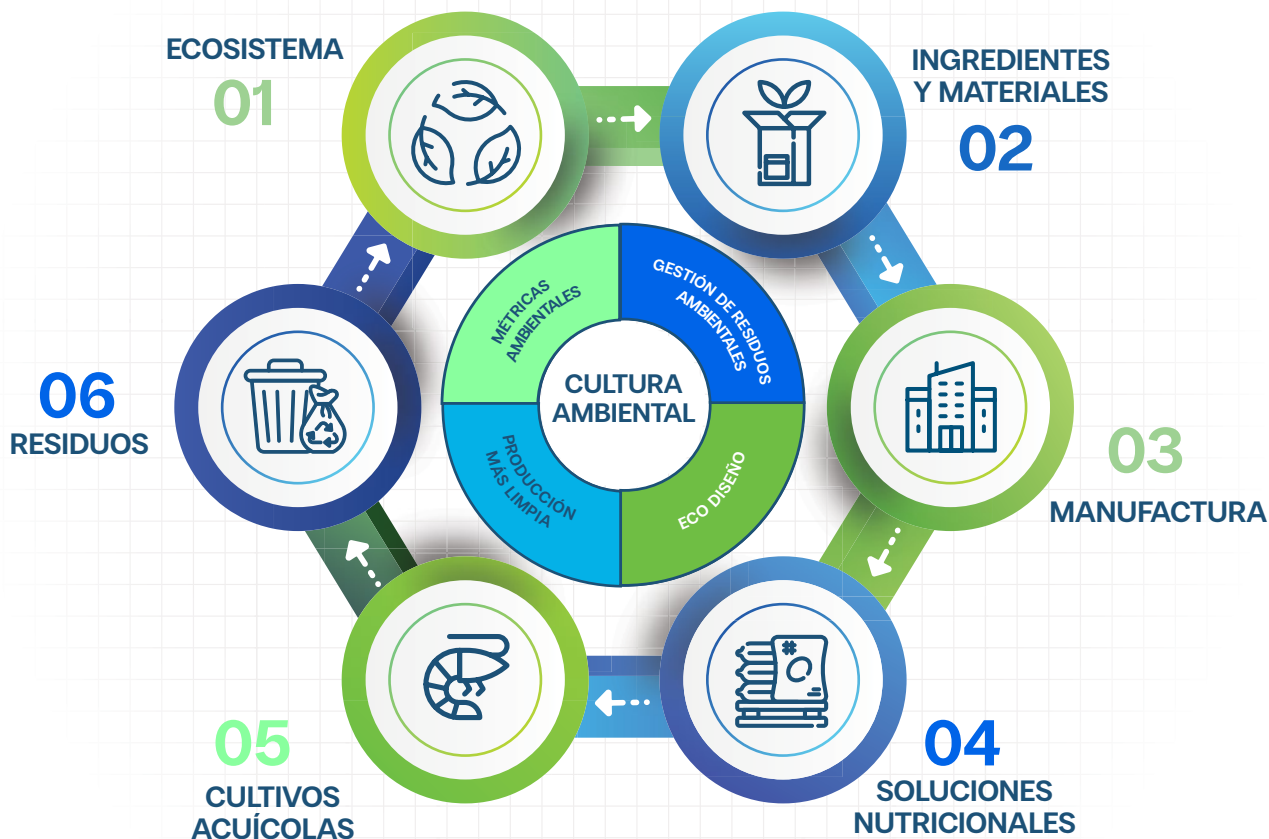 ECOSISTEMA
01
INGREDIENTES
Y MATERIALES
02
03
MANUFACTURA
04
SOLUCIONES
NUTRICIONALES
05
CULTIVOS
ACUÍCOLAS
06
RESIDUOS
MÉTRICAS
AMBIENTALES
GESTIÓN DE RESIDUOS
AMBIENTALES
ECO DISEÑO
PRODUCCIÓN
MÁS LIMPIA
CULTURA
AMBIENTAL